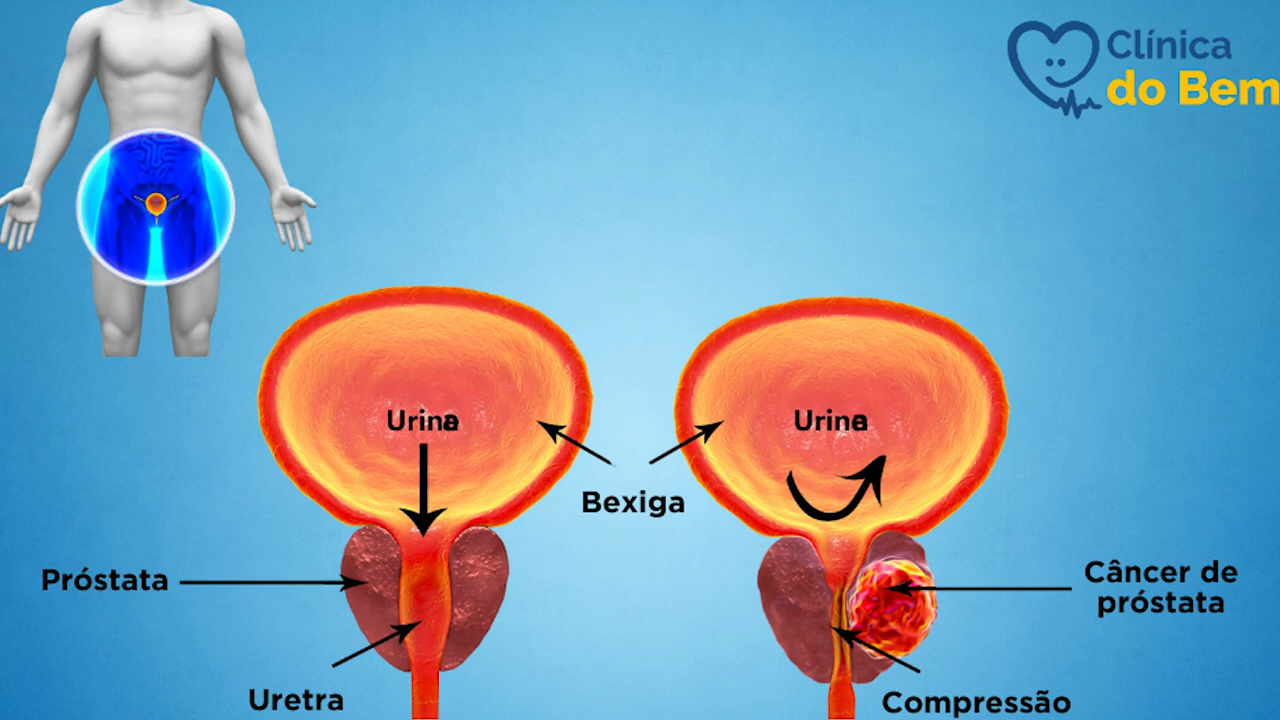 Clínica
do Bem
Urina
Urina
Bexiga
Próstata
Câncer de
próstata
Uretra
Compressão